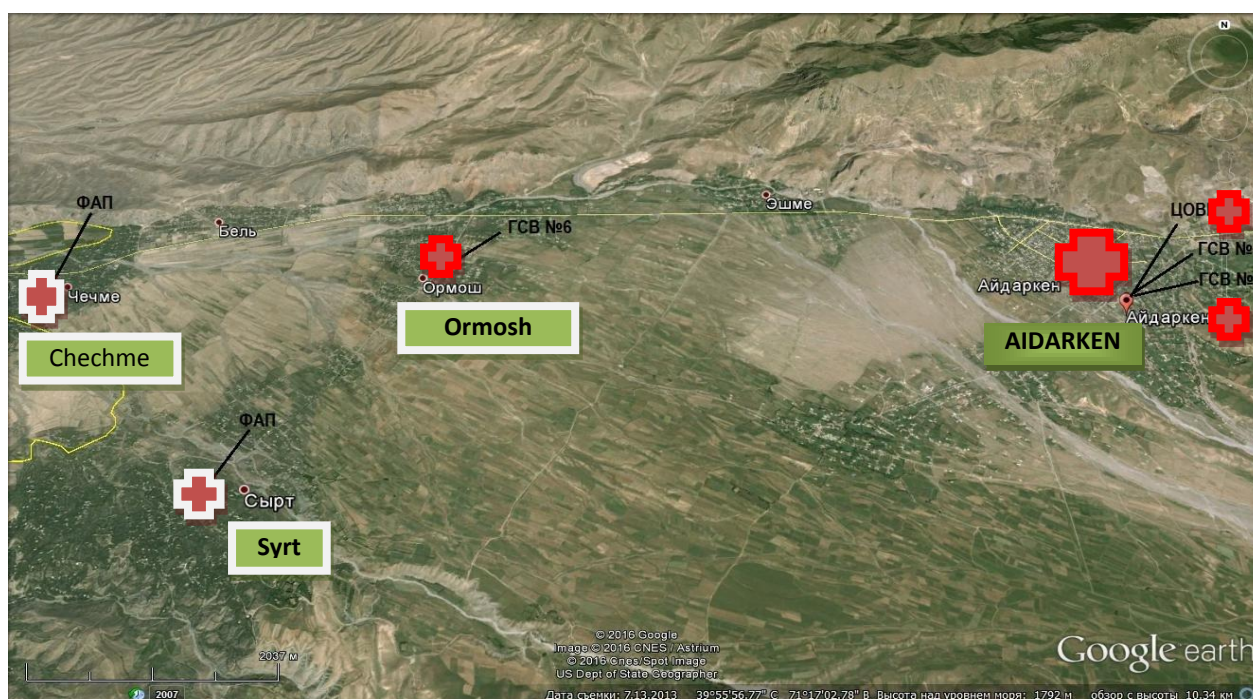 N
ФАП
Бель
Эшме
ГСВ №6
ЦОВ
ГСВ №
ГСВ №
Чечме
Ормош
Айдаркен
Айдаркен
Chechme
Ormosh
AIDARKEN
ФАП
Сырт
Syrt
© 2016 Google
Image © 2016 CNES / Astrium
© 2016 Cnes/Spot Image
US Dept of State Geographer
Google earth
2037 м
2007
Дата съемки: 7.13.2013 39°55'56.77" С 71°17'02.78" В Высота над уровнем моря: 1792 м обзор с высоты 10.34 км